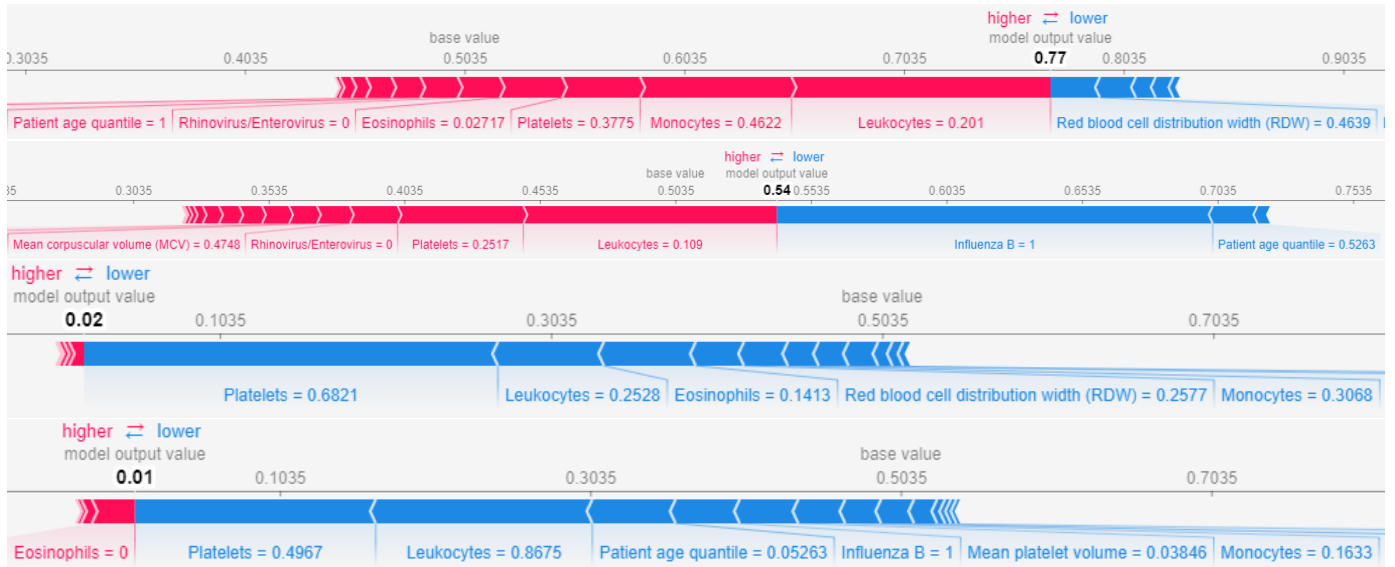 higher ⇄ lower
base value model output value
0.3035 0.4035 0.5035 0.6035 0.7035 0.77 0.8035 0.9035
Patient age quantile = 1 Rhinovirus/Enterovirus = 0 Eosinophils = 0.02717 Platelets = 0.3775 Monocytes = 0.4622 Leukocytes = 0.201 Red blood cell distribution width (RDW) = 0.4639
higher ⇄ lower
base value model output value
35 0.3035 0.3535 0.4035 0.4535 0.5035 0.54 0.5535 0.6035 0.6535 0.7035 0.7535
Mean corpuscular volume (MCV) = 0.4748 Rhinovirus/Enterovirus = 0 Platelets = 0.2517 Leukocytes = 0.109 Influenza B = 1 Patient age quantile = 0.5263
higher ⇄ lower
model output value base value
0.02 0.1035 0.3035 0.5035 0.7035
Platelets = 0.6821 Leukocytes = 0.2528 Eosinophils = 0.1413 Red blood cell distribution width (RDW) = 0.2577 Monocytes = 0.3068
higher ⇄ lower
model output value base value
0.01 0.1035 0.3035 0.5035 0.7035
Eosinophils = 0 Platelets = 0.4967 Leukocytes = 0.8675 Patient age quantile = 0.05263 Influenza B = 1 Mean platelet volume = 0.03846 Monocytes = 0.1633